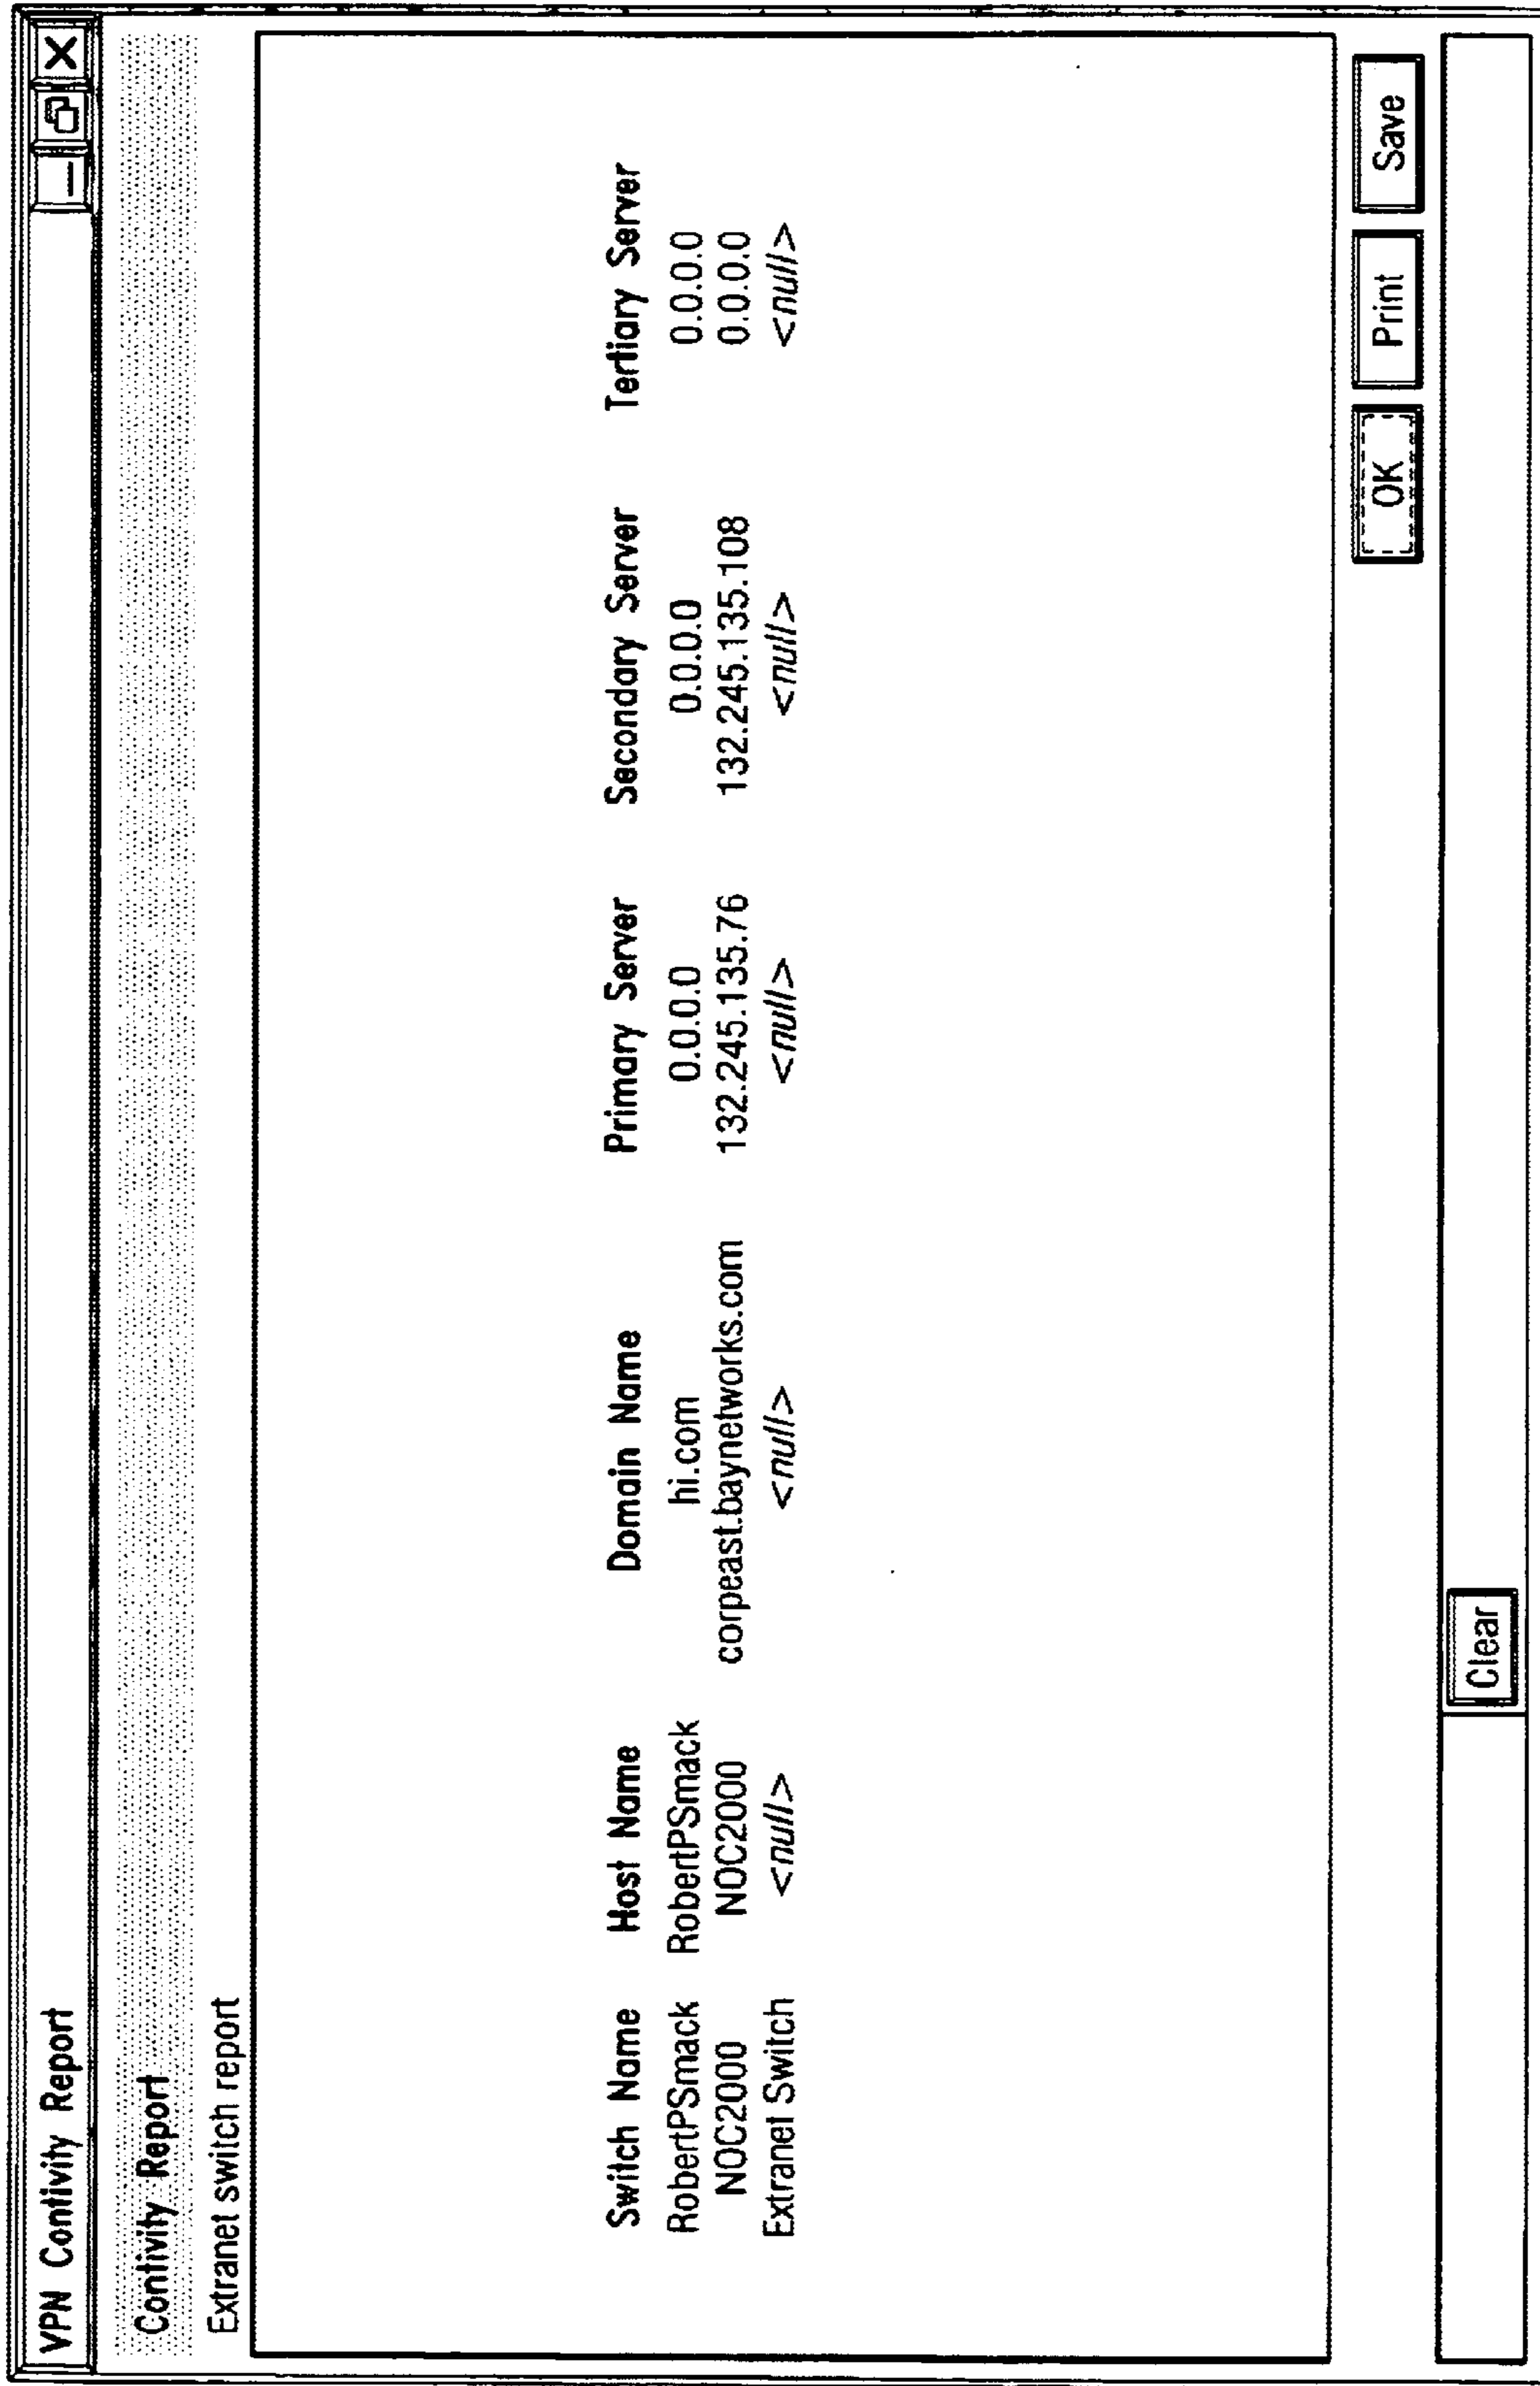 VPN Contivity Report
Contivity Report
Extranet switch report
Switch Name Host Name Domain Name Primary Server Secondary Server Tertiary Server
RobertPSmack RobertPSmack hi.com 0.0.0.0 0.0.0.0 0.0.0.0
NOC2000 NOC2000 corpeast.baynetworks.com 132.245.135.76 132.245.135.108 0.0.0.0
Extranet Switch <null> <null> <null> <null> <null>
OK Print Save
Clear